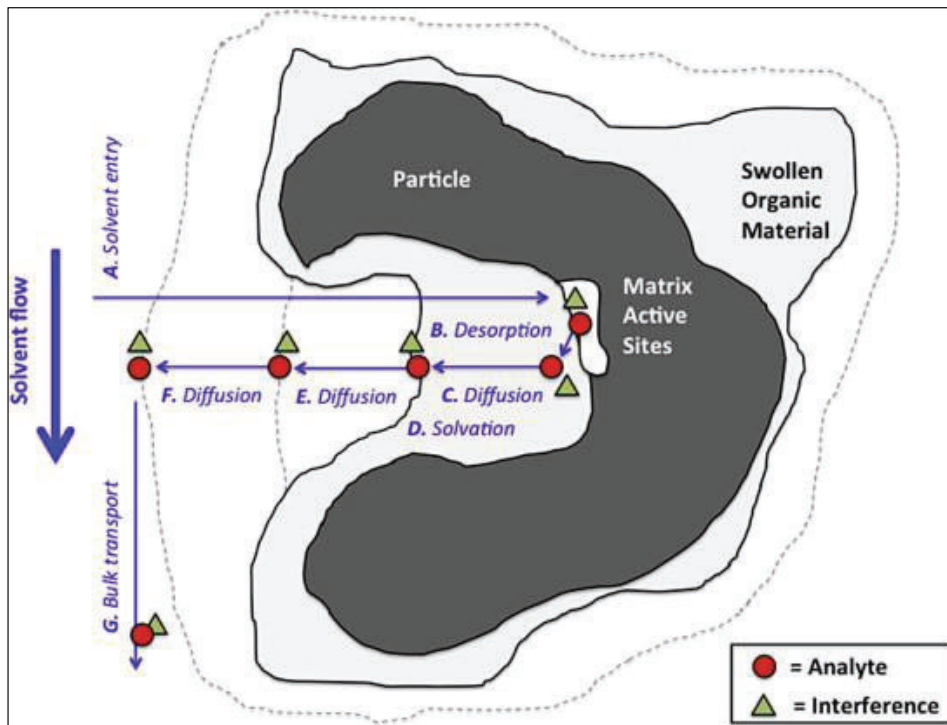 A. Solvent entry
Solvent flow
Particle
Swollen
Organic
Material
Matrix
Active
Sites
B. Desorption
F. Diffusion
E. Diffusion
C. Diffusion
D. Solvation
G. Bulk transport
= Analyte
= Interference